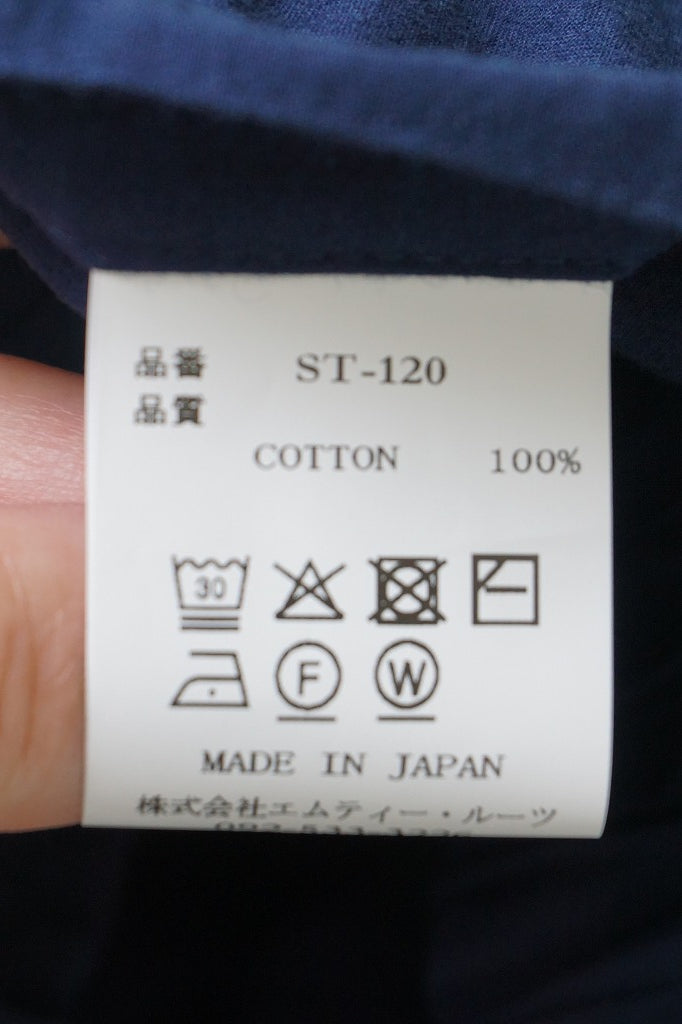 品番 ST-120
品質
COTTON 100%
30
F W
MADE IN JAPAN
株式会社エムティー・ルーツ